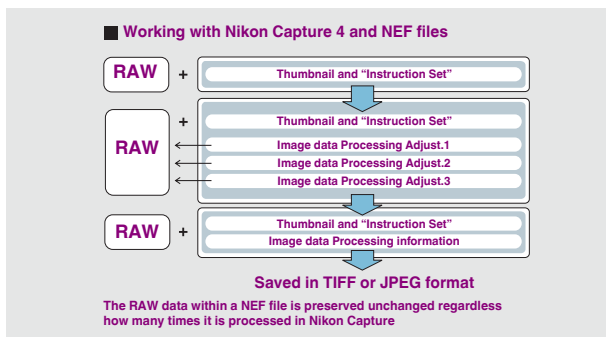 Working with Nikon Capture 4 and NEF files
RAW + Thumbnail and “Instruction Set”
+ Thumbnail and “Instruction Set”
Image data Processing Adjust.1
RAW Image data Processing Adjust.2
Image data Processing Adjust.3
Thumbnail and “Instruction Set”
RAW + Image data Processing information
Saved in TIFF or JPEG format
The RAW data within a NEF file is preserved unchanged regardless
how many times it is processed in Nikon Capture